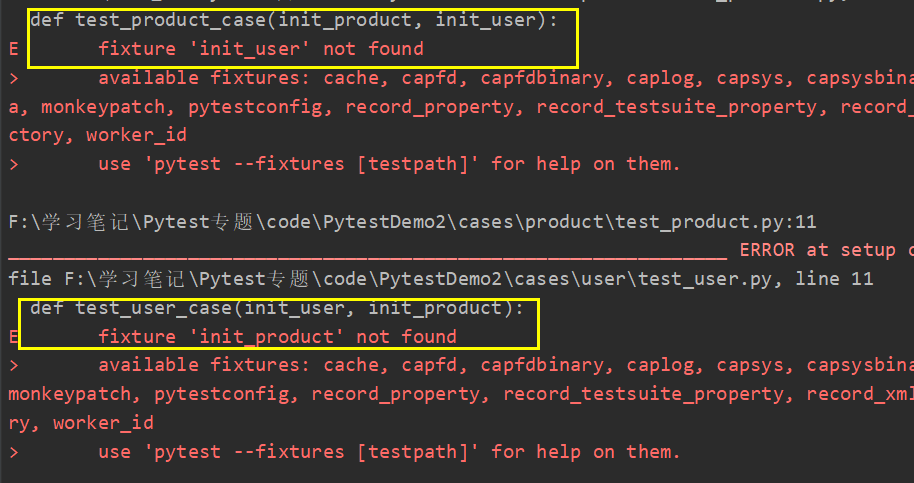 def test_product_case(init_product, init_user):
E fixture 'init_user' not found
> available fixtures: cache, capfd, capfdbinary, caplog, capsys, capsysbina
a, monkeypatch, pytestconfig, record_property, record_testsuite_property, record_
ctory, worker_id
> use 'pytest --fixtures [testpath]' for help on them.
F:\学习笔记\Pytest专题\code\PytestDemo2\cases\product\test_product.py:11
ERROR at setup o
file F:\学习笔记\Pytest专题\code\PytestDemo2\cases\user\test_user.py, line 11
def test_user_case(init_user, init_product):
E fixture 'init_product' not found
> available fixtures: cache, capfd, capfdbinary, caplog, capsys, capsysbina
monkeypatch, pytestconfig, record_property, record_testsuite_property, record_xml
ry, worker_id
> use 'pytest --fixtures [testpath]' for help on them.